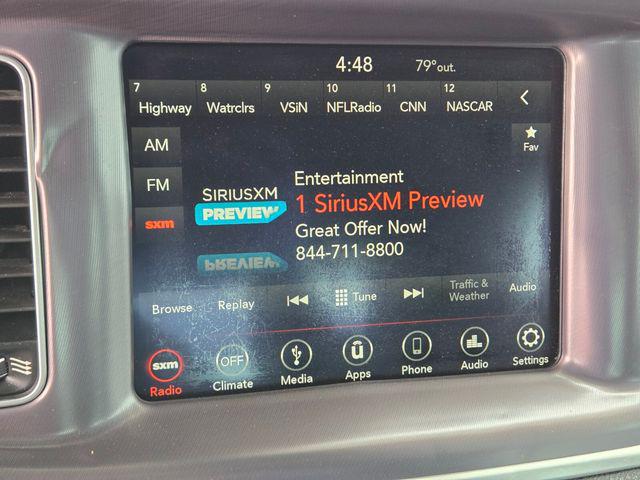 4:48 79° out.
7 8 9 10 11 12
Highway Watrclrs VSiN NFLRadio CNN NASCAR
AM
Fav
FM
sxm
Entertainment
SIRIUSXM
PREVIEW
1 SiriusXM Preview
Great Offer Now!
844-711-8800
PREVIEW
Browse Replay Tune Traffic & Weather Audio
sxm OFF
Radio Climate Media Apps Phone Audio Settings